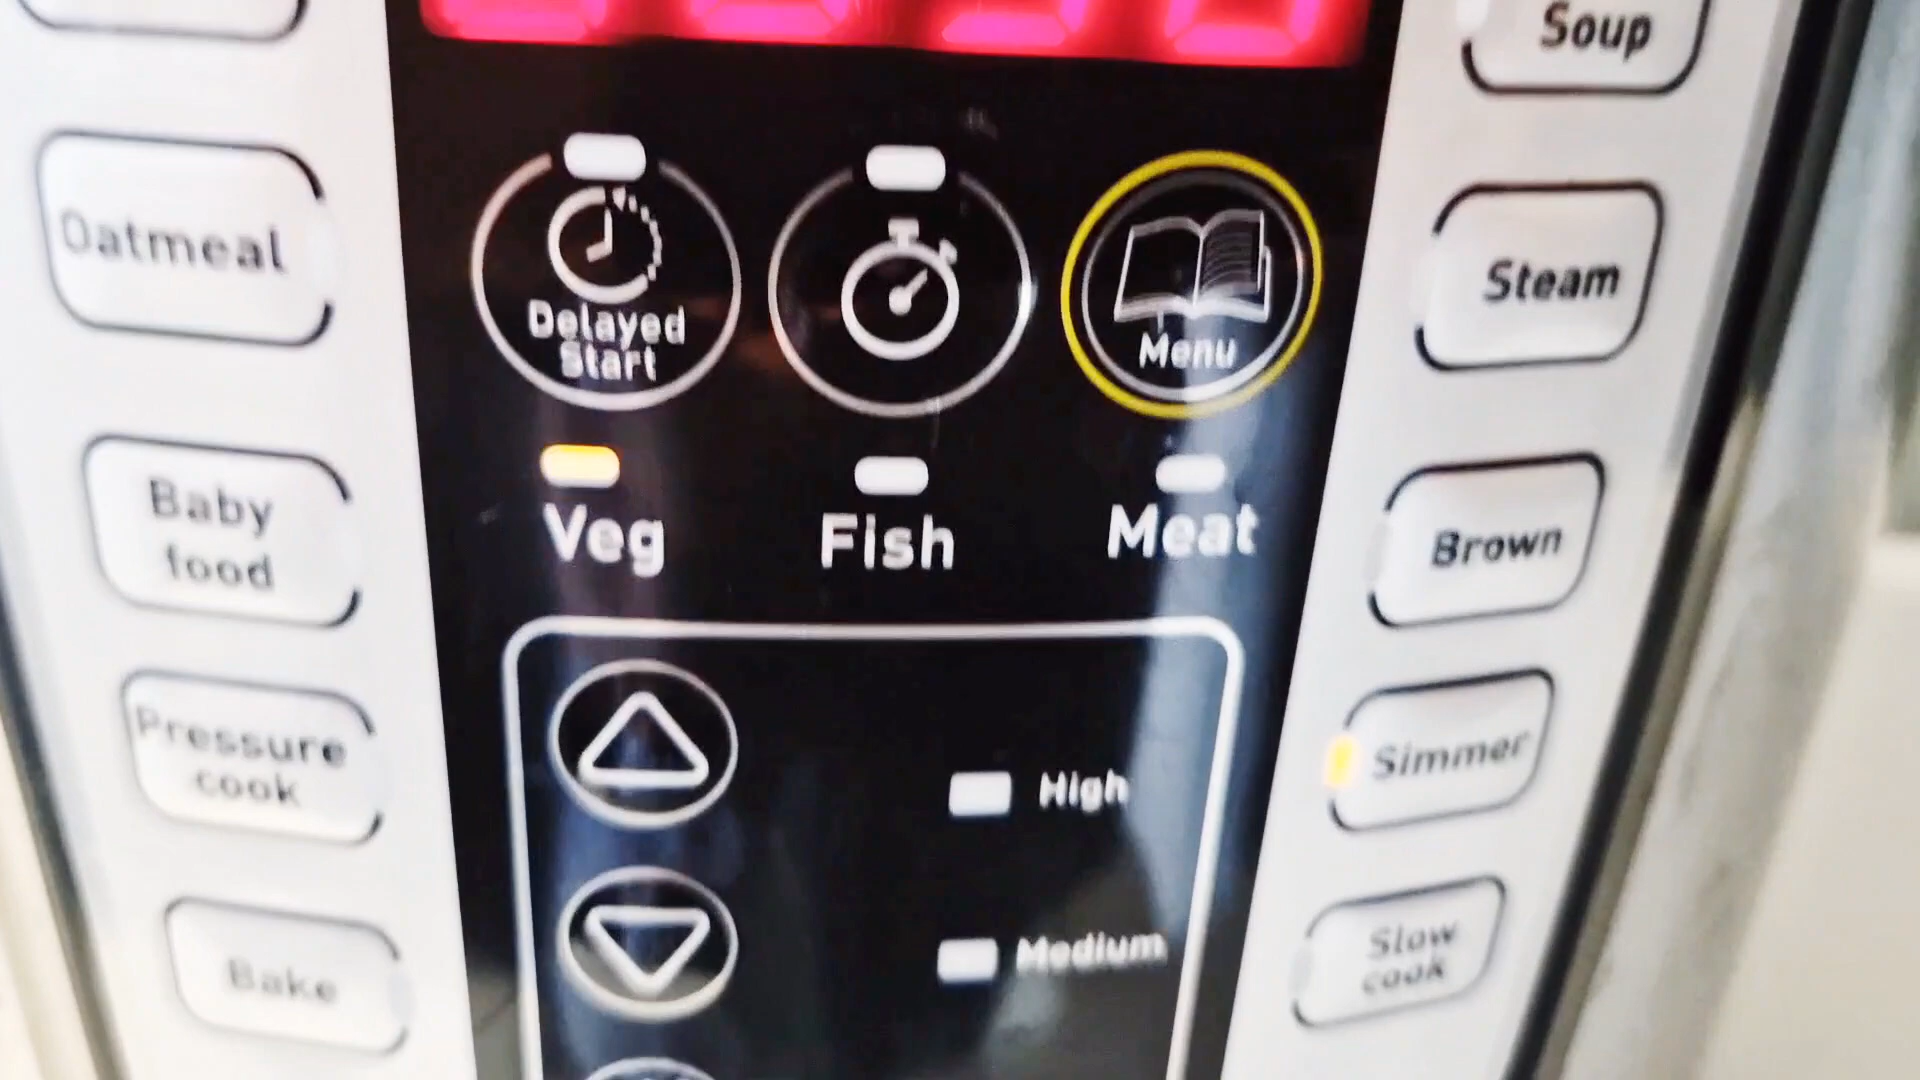 Soup
Oatmeal
Delayed
Start
Menu
Steam
Baby
food
Veg
Fish
Meat
Brown
Pressure
cook
High
Simmer
Bake
Medium
Slow
cook